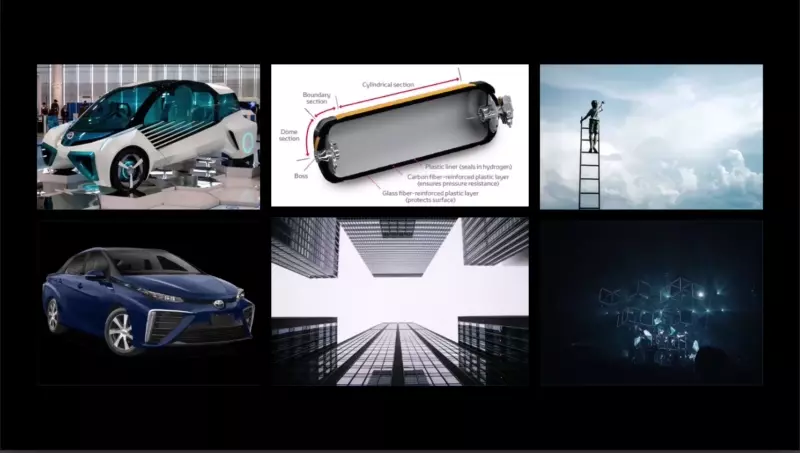 Cylindrical section
Boundary
section
Dome
section
Boss
Plastic liner (seals in hydrogen)
Carbon fiber-reinforced plastic layer
(ensures pressure resistance)
Glass fiber-reinforced plastic layer
(protects surface)